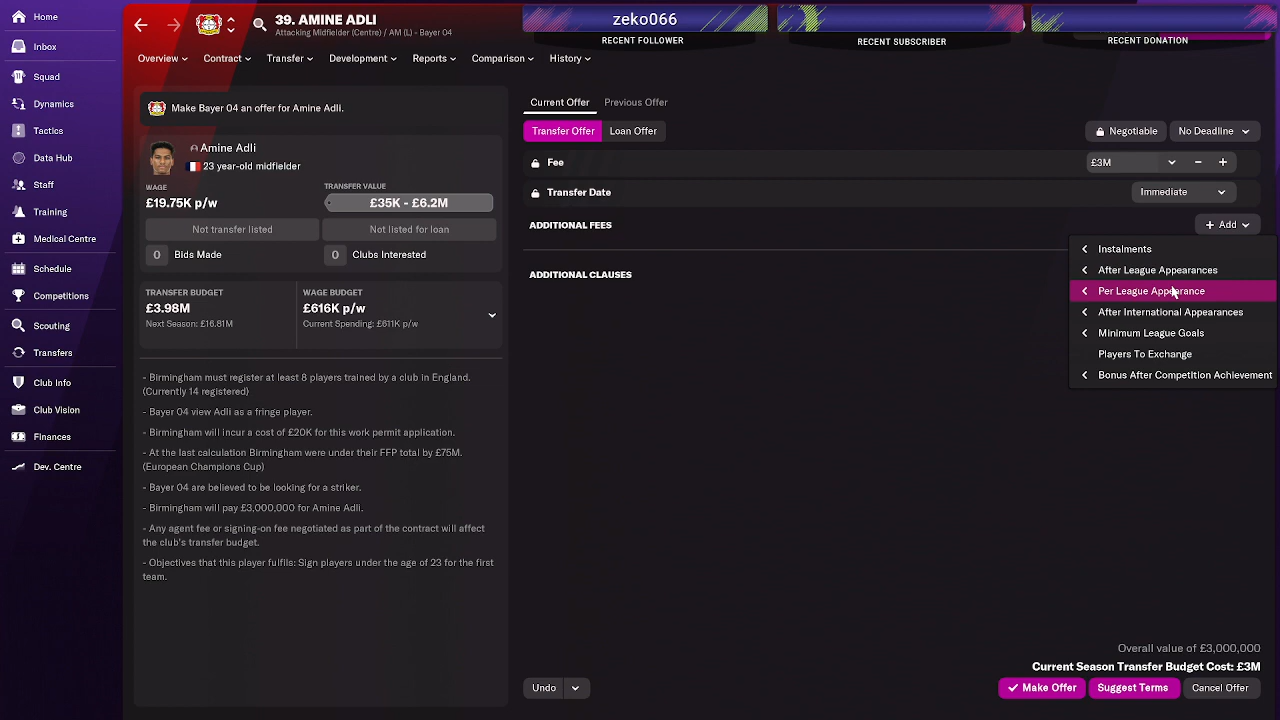 Home
Inbox
Squad
Dynamics
Tactics
Data Hub
Staff
Training
Medical Centre
Schedule
Competitions
Scouting
Transfers
Club Info
Club Vision
Finances
Dev. Centre
39. AMINE ADLI
Attacking Midfielder (Centre) / AM (L) - Bayer 04
zeko066
RECENT FOLLOWER
RECENT SUBSCRIBER
RECENT DONATION
Overview
Contract
Transfer
Development
Reports
Comparison
History
Make Bayer 04 an offer for Amine Adli.
Amine Adli
23 year-old midfielder
WAGE
£19.75K p/w
TRANSFER VALUE
£35K - £6.2M
Not transfer listed
Not listed for loan
0 Bids Made
0 Clubs Interested
TRANSFER BUDGET
£3.98M
Next Season: £16.81M
WAGE BUDGET
£616K p/w
Current Spending: £611K p/w
- Birmingham must register at least 8 players trained by a club in England.
(Currently 14 registered)
- Bayer 04 view Adli as a fringe player.
- Birmingham will incur a cost of £20K for this work permit application.
- At the last calculation Birmingham were under their FFP total by £75M.
(European Champions Cup)
- Bayer 04 are believed to be looking for a striker.
- Birmingham will pay £3,000,000 for Amine Adli.
- Any agent fee or signing-on fee negotiated as part of the contract will affect
the club's transfer budget.
- Objectives that this player fulfils: Sign players under the age of 23 for the first
team.
Current Offer
Previous Offer
Transfer Offer
Loan Offer
Negotiable
No Deadline
Fee
£3M
Transfer Date
Immediate
ADDITIONAL FEES
+ Add
Instalments
After League Appearances
Per League Appearance
After International Appearances
Minimum League Goals
Players To Exchange
Bonus After Competition Achievement
ADDITIONAL CLAUSES
Overall value of £3,000,000
Current Season Transfer Budget Cost: £3M
Undo
Make Offer
Suggest Terms
Cancel Offer